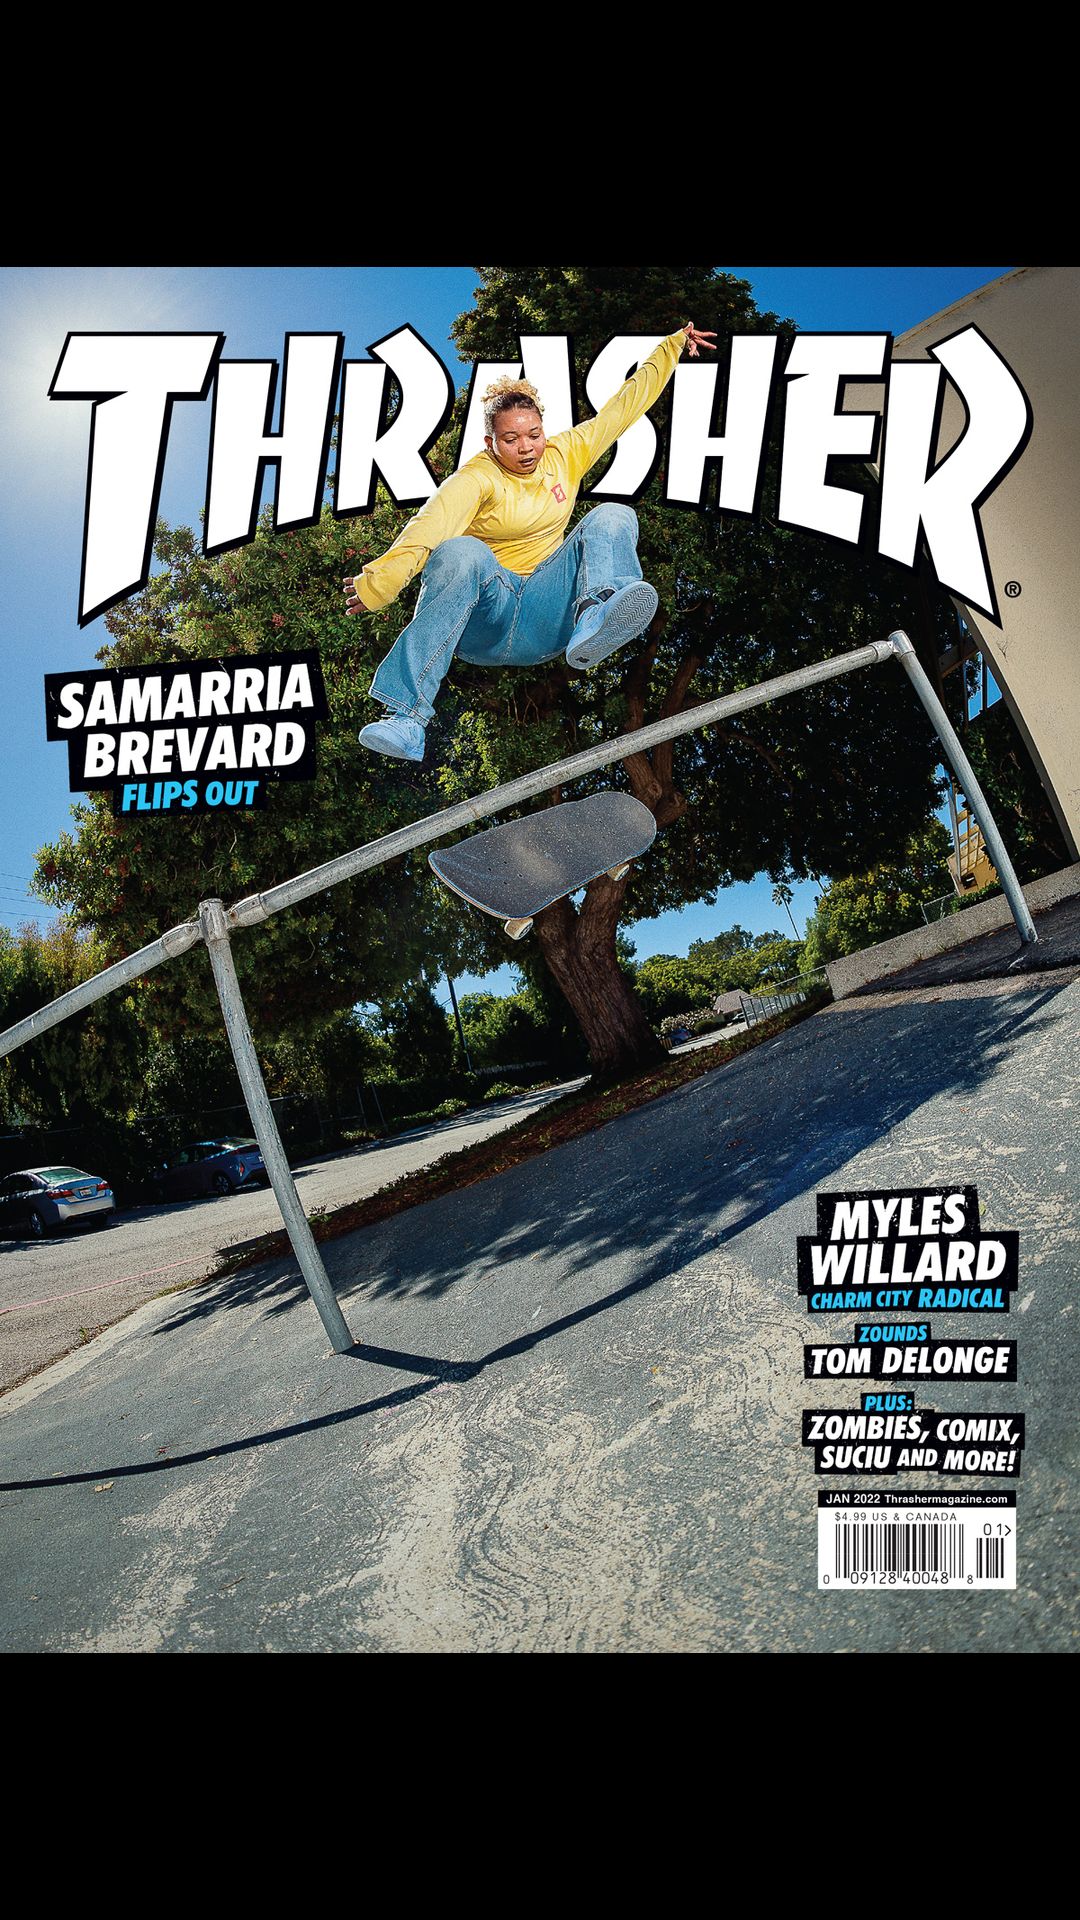 THRASHER
®
SAMARRIA
BREVARD
FLIPS OUT
MYLES
WILLARD
CHARM CITY RADICAL
ZOUNDS
TOM DELONGE
PLUS:
ZOMBIES, COMIX,
SUCIU AND MORE!
JAN 2022 Thrashermagazine.com
$4.99 US & CANADA
01>
0 09128 40048 8